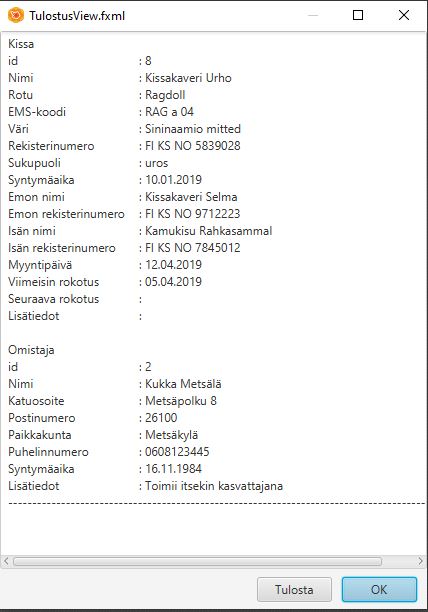 TulostusView.fxml
Kissa
id : 8
Nimi : Kissakaveri Urho
Rotu : Ragdoll
EMS-koodi : RAG a 04
Väri : Sininaamio mitted
Rekisterinumero : FI KS NO 5839028
Sukupuoli : uros
Syntymäaika : 10.01.2019
Emon nimi : Kissakaveri Selma
Emon rekisterinumero : FI KS NO 9712223
Isän nimi : Kamukisu Rahkasammal
Isän rekisterinumero : FI KS NO 7845012
Myyntipäivä : 12.04.2019
Viimeisin rokotus : 05.04.2019
Seuraava rokotus :
Lisätiedot :
Omistaja
id : 2
Nimi : Kukka Metsälä
Katuosoite : Metsäpolku 8
Postinumero : 26100
Paikkakunta : Metsäkylä
Puhelinnumero : 0608123445
Syntymäaika : 16.11.1984
Lisätiedot : Toimii itsekin kasvattajana
Tulosta OK